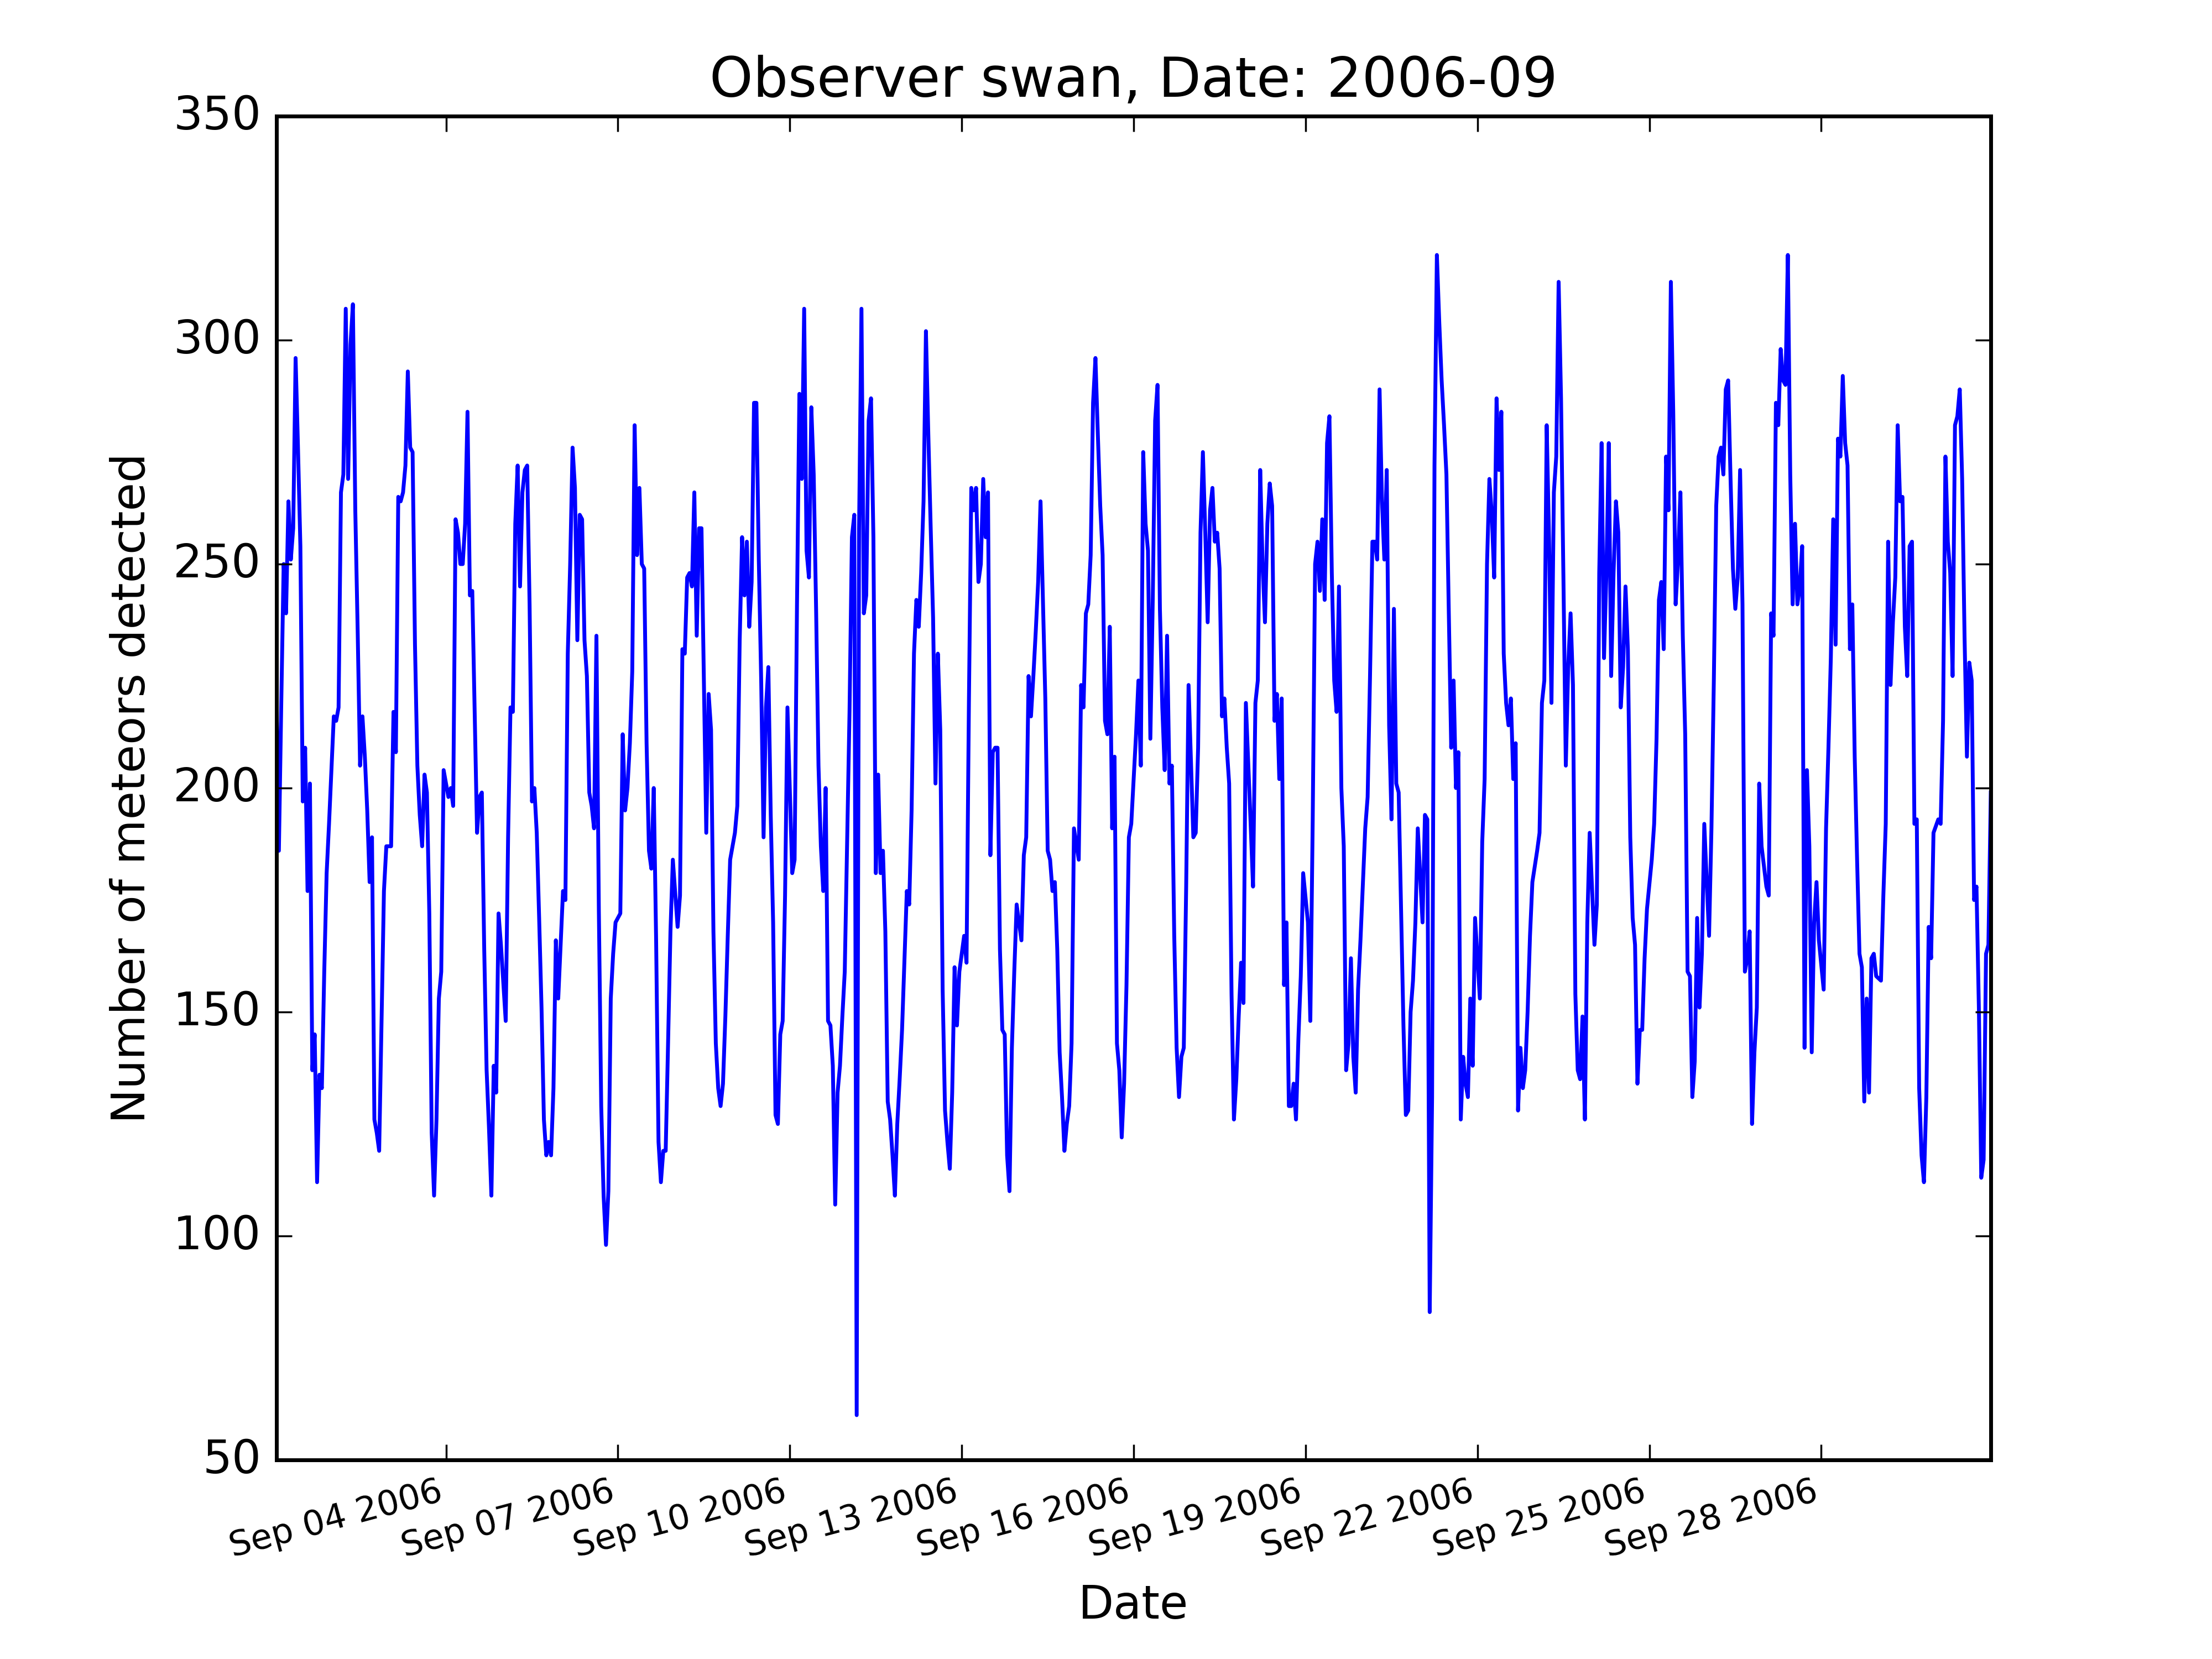 Observer swan, Date: 2006-09
350
300
250
200
150
100
50
Number of meteors detected
Sep 04 2006
Sep 07 2006
Sep 10 2006
Sep 13 2006
Sep 16 2006
Sep 19 2006
Sep 22 2006
Sep 25 2006
Sep 28 2006
Date